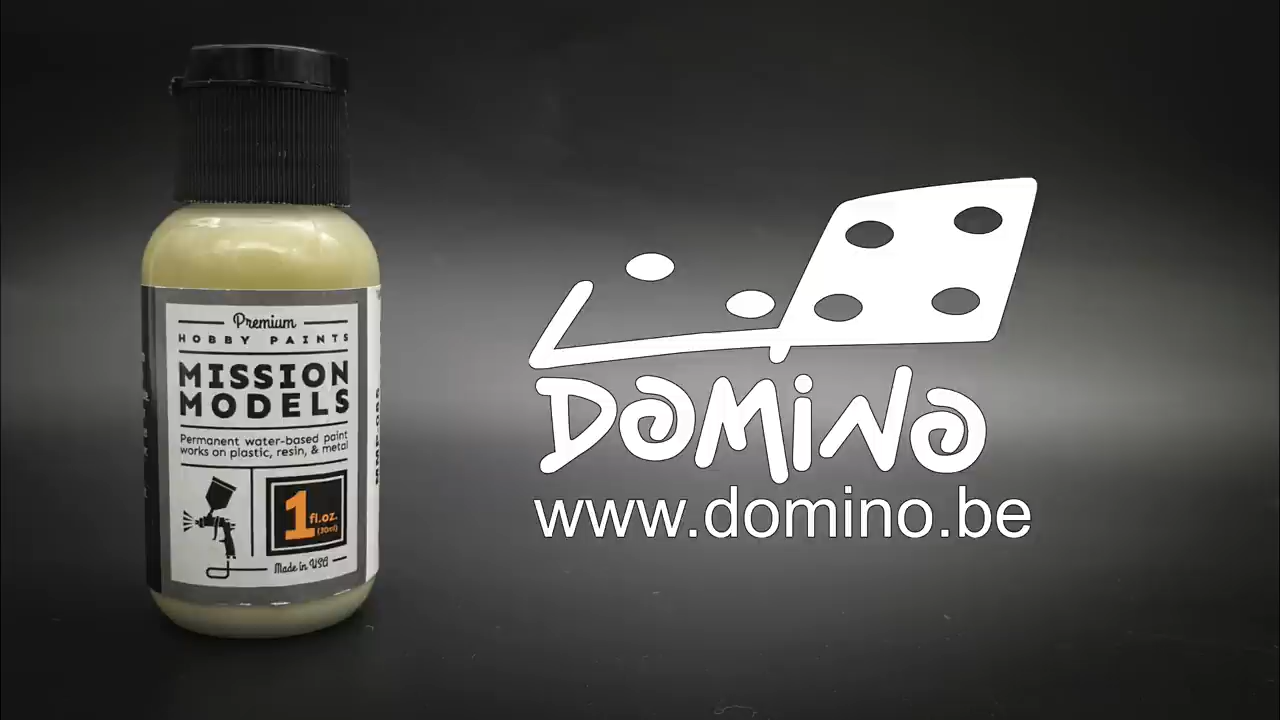 Premium
HOBBY PAINTS
MISSION
MODELS
Permanent water-based paint
works on plastic, resin, & metal
1 fl.oz.
(30ml)
Made in USA
DOMINO
www.domino.be